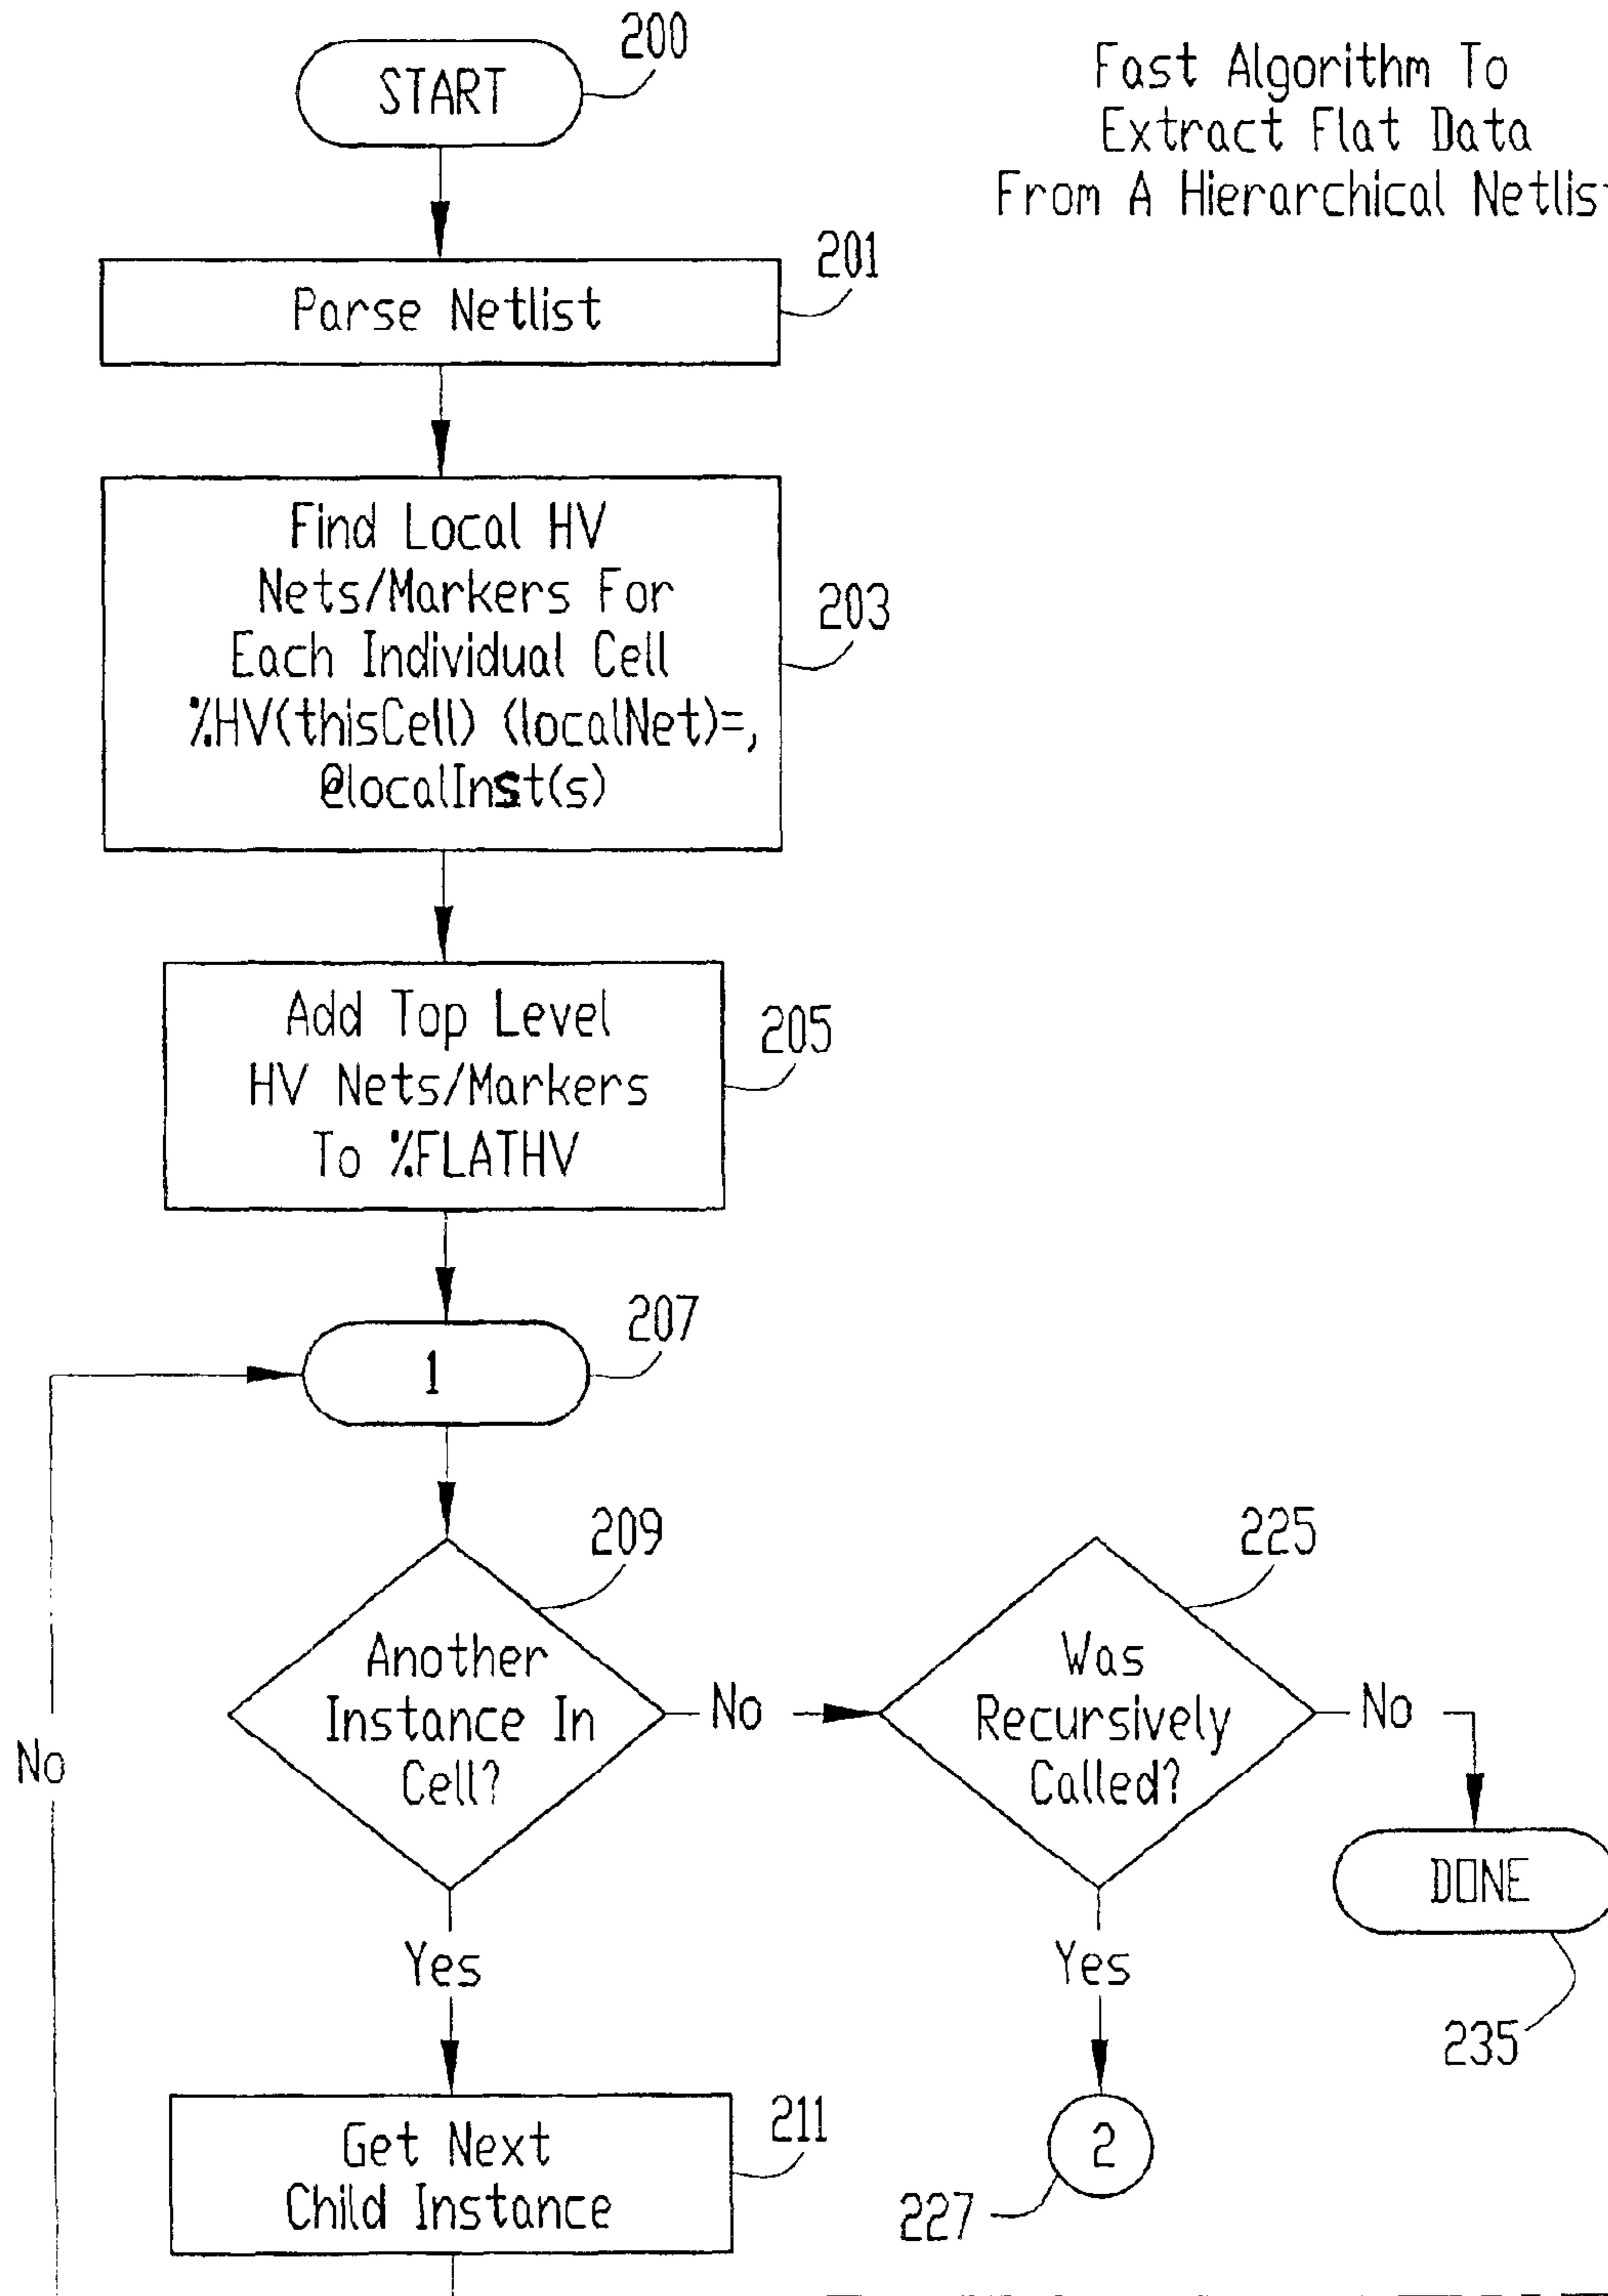 200
START
Fast Algorithm To
Extract Flat Data
From A Hierarchical Netlist
201
Parse Netlist
203
Find Local HV
Nets/Markers For
Each Individual Cell
%HV(thisCell) (localNet)=,
@localInst(s)
205
Add Top Level
HV Nets/Markers
To %FLATHV
207
1
209
Another
Instance In
Cell?
No
225
Was
Recursively
Called?
No
No
DONE
235
Yes
Yes
211
Get Next
Child Instance
2
227